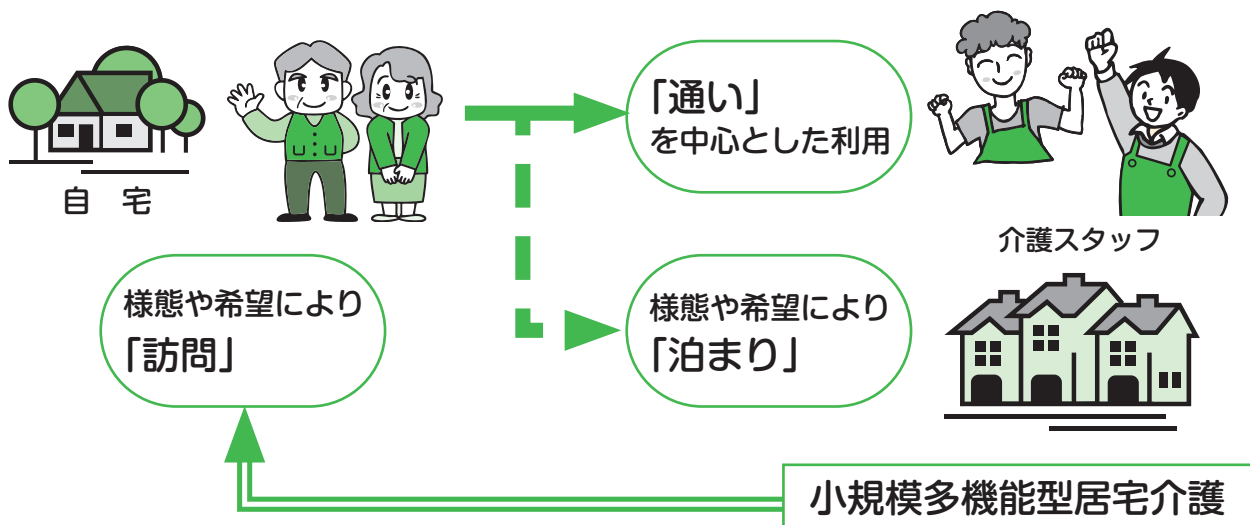 「通い」
を中心とした利用
自 宅
介護スタッフ
様態や希望により
「訪問」
様態や希望により
「泊まり」
小規模多機能型居宅介護